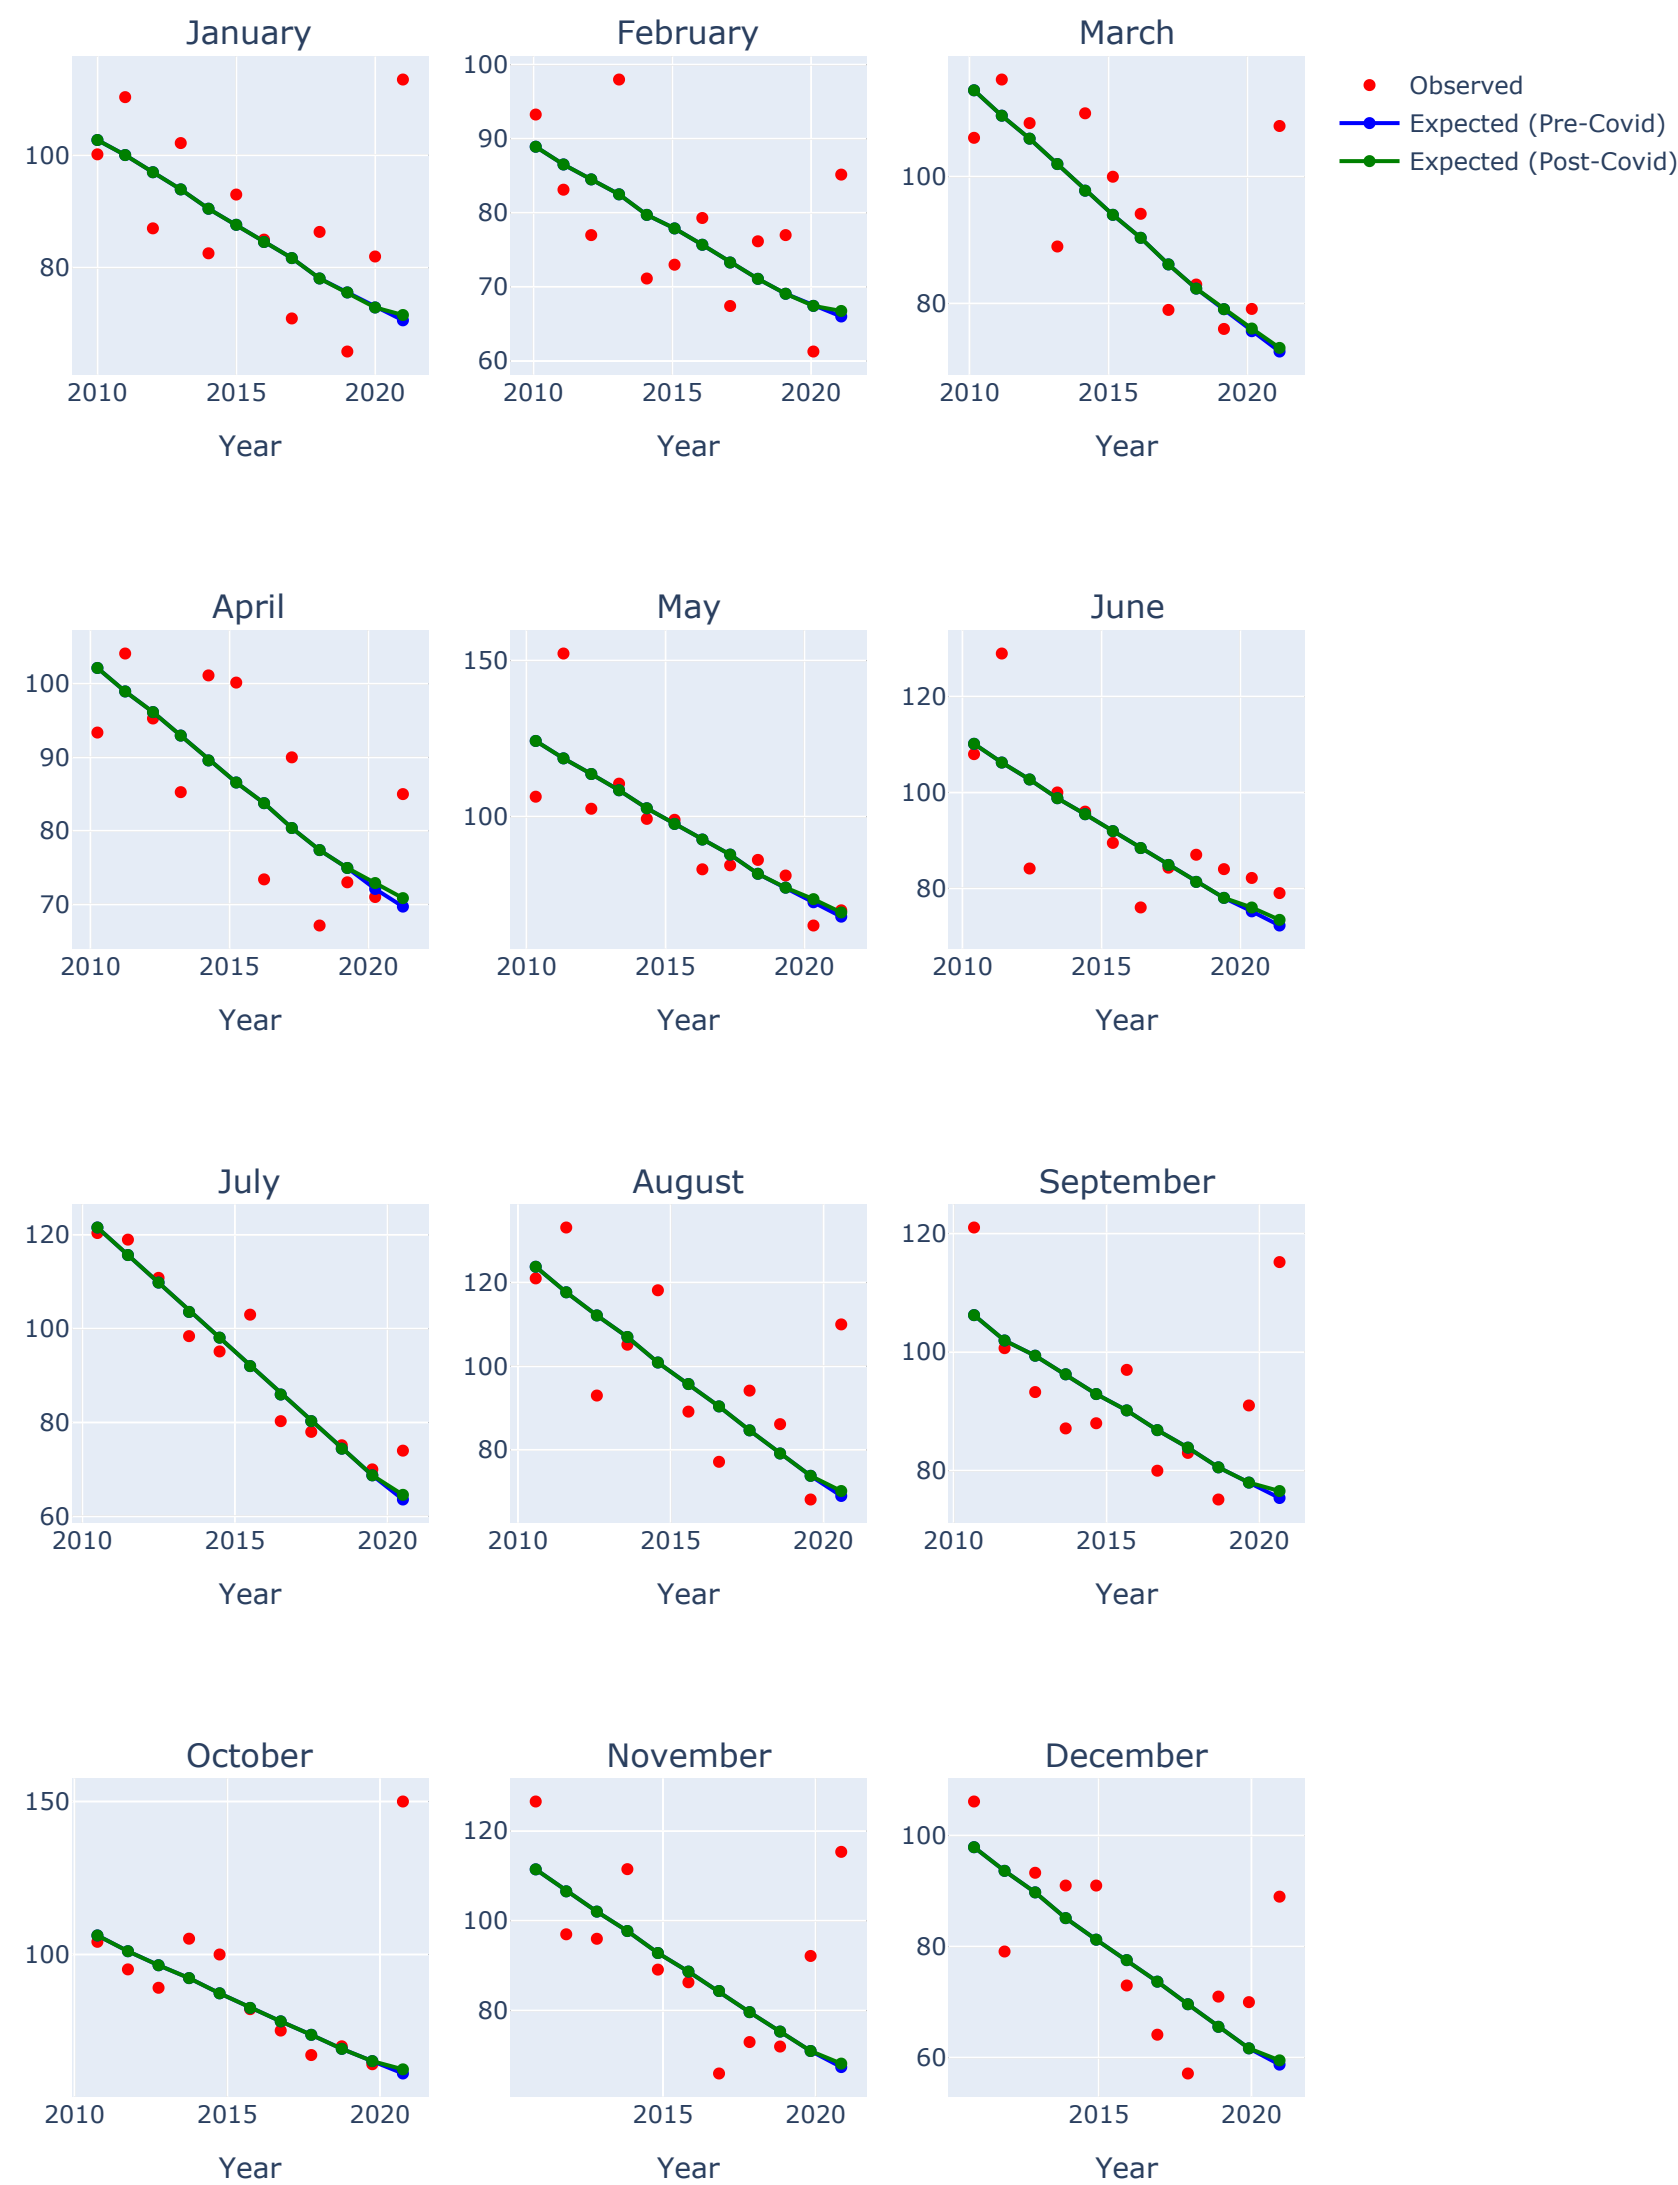 January
February
March
Observed
Expected (Pre-Covid)
Expected (Post-Covid)
100
80
2010
2015
2020
Year
100
90
80
70
60
2010
2015
2020
Year
100
80
2010
2015
2020
Year
April
May
June
100
90
80
70
2010
2015
2020
Year
150
100
2010
2015
2020
Year
120
100
80
2010
2015
2020
Year
July
August
September
120
100
80
60
2010
2015
2020
Year
120
100
80
2010
2015
2020
Year
120
100
80
2010
2015
2020
Year
October
November
December
150
100
2010
2015
2020
Year
120
100
80
2015
2020
Year
100
80
60
2015
2020
Year